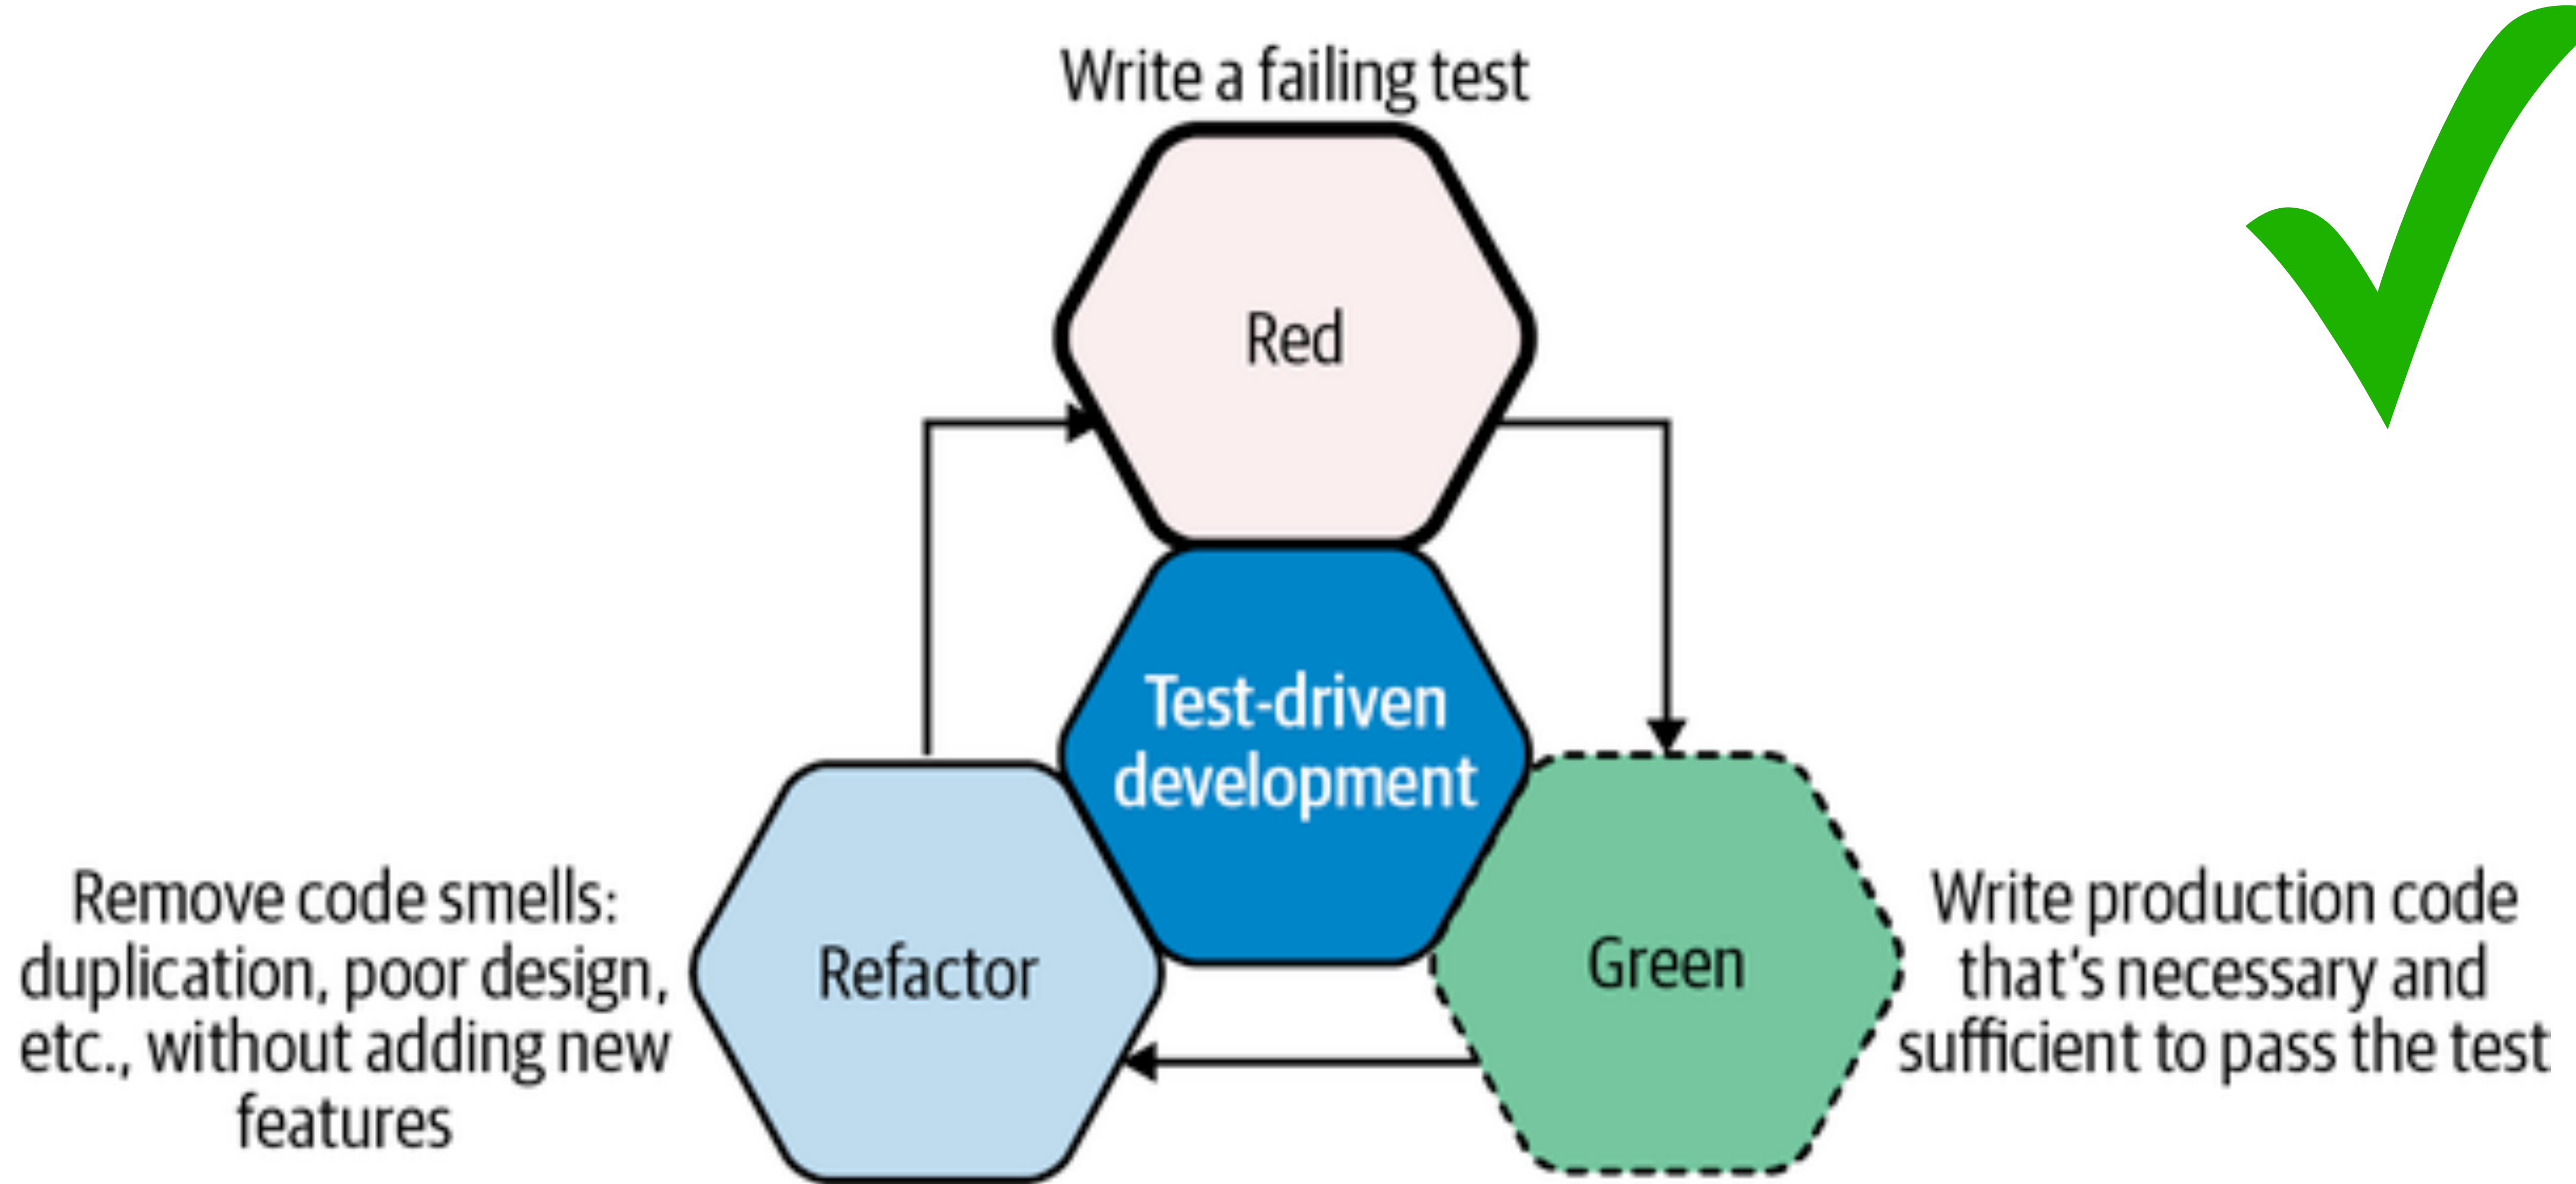 Write a failing test
Red
Test-driven
development
Refactor
Remove code smells:
duplication, poor design,
etc., without adding new
features
Green
Write production code
that's necessary and
sufficient to pass the test